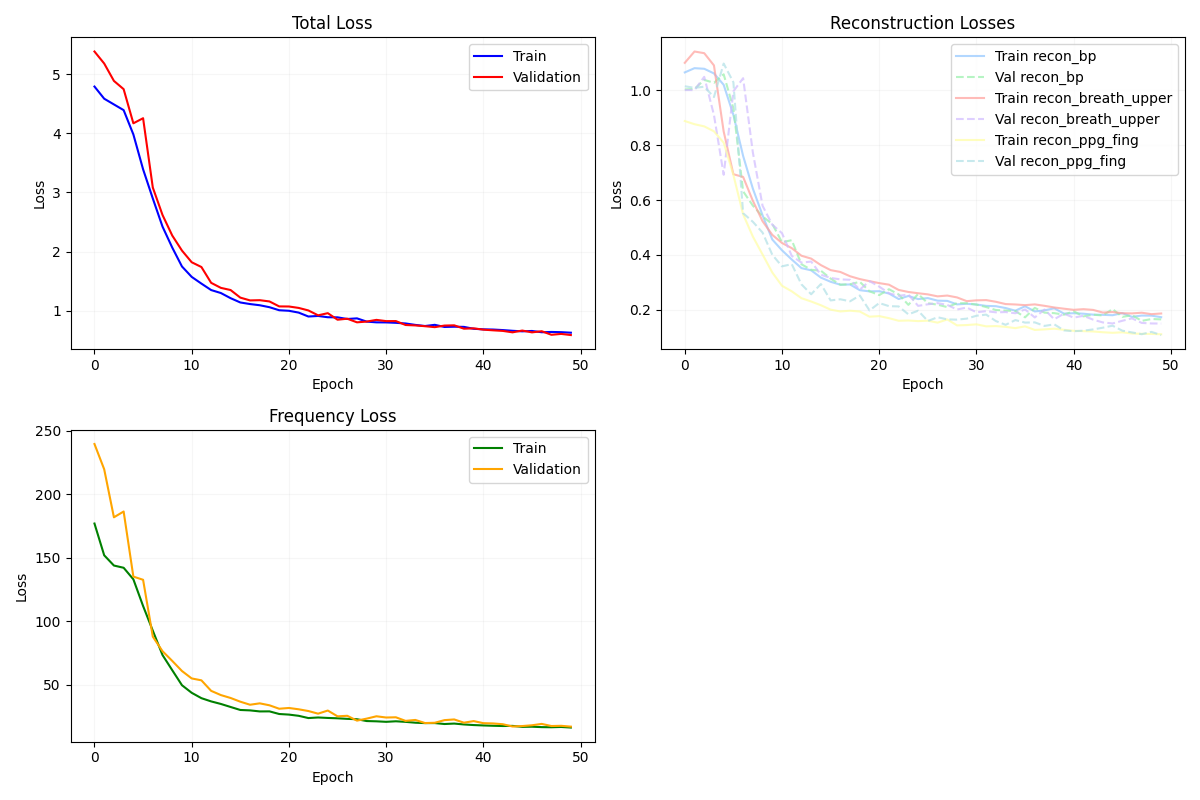 Total Loss
Train
Validation
Loss
5
4
3
2
1
0 10 20 30 40 50
Epoch
Reconstruction Losses
Train recon_bp
Val recon_bp
Train recon_breath_upper
Val recon_breath_upper
Train recon_ppg_fing
Val recon_ppg_fing
Loss
1.0
0.8
0.6
0.4
0.2
0 10 20 30 40 50
Epoch
Frequency Loss
Train
Validation
Loss
250
200
150
100
50
0 10 20 30 40 50
Epoch